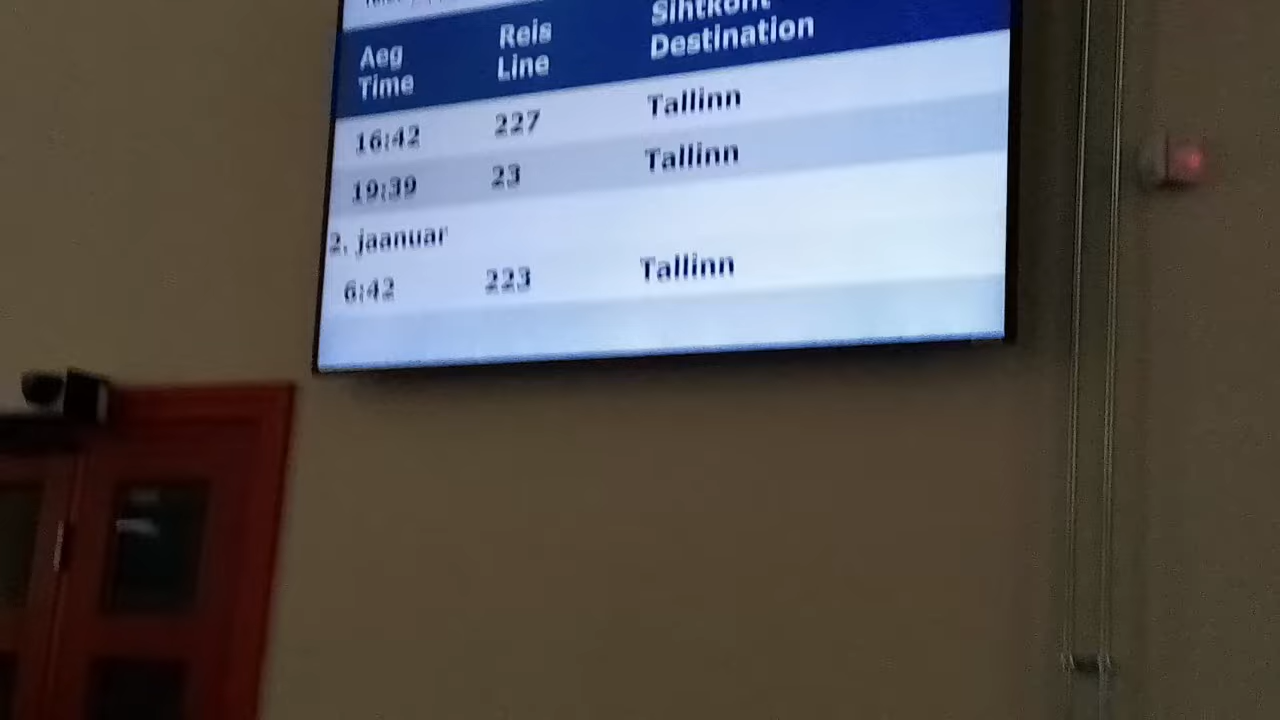 Aeg Reis Sihtkoht
Time Line Destination
16:42 227 Tallinn
19:39 23 Tallinn
2. jaanuar
6:42 223 Tallinn